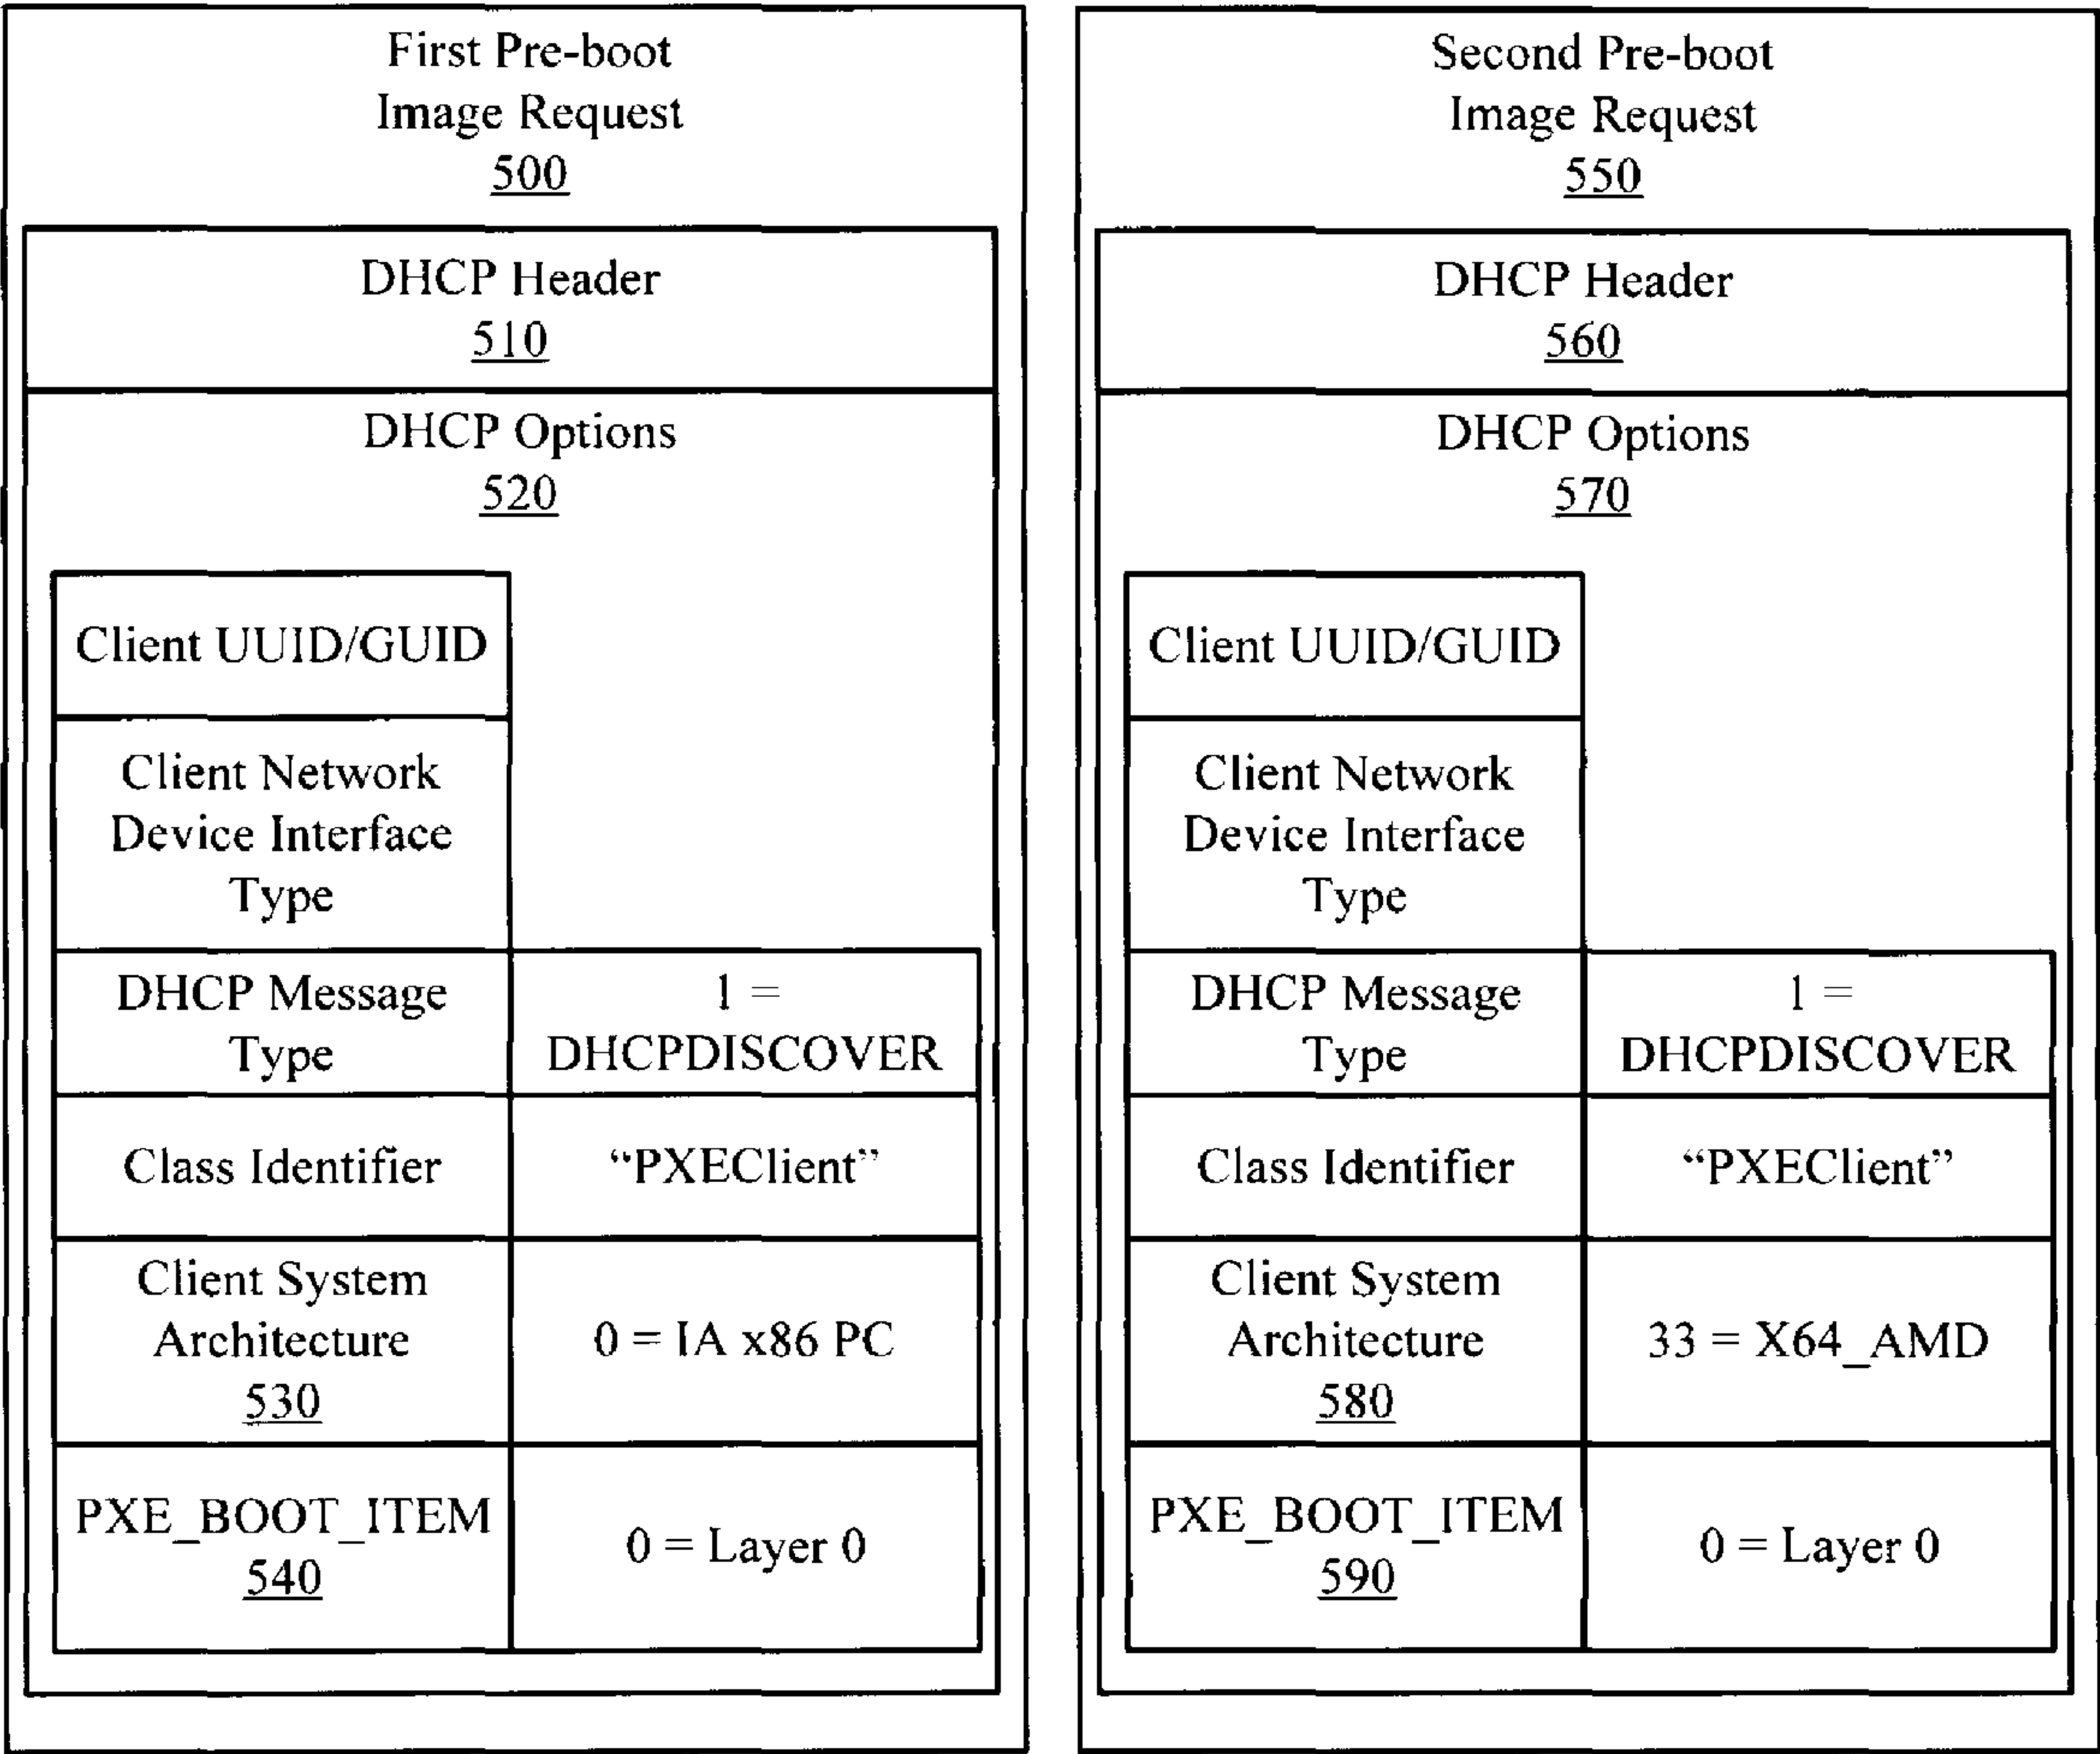 First Pre-boot
Image Request
500
DHCP Header
510
DHCP Options
520
Client UUID/GUID
Client Network
Device Interface
Type
DHCP Message
Type
1 =
DHCPDISCOVER
Class Identifier
“PXEClient”
Client System
Architecture
530
0 = IA x86 PC
PXE_BOOT_ITEM
540
0 = Layer 0
Second Pre-boot
Image Request
550
DHCP Header
560
DHCP Options
570
Client UUID/GUID
Client Network
Device Interface
Type
DHCP Message
Type
1 =
DHCPDISCOVER
Class Identifier
“PXEClient”
Client System
Architecture
580
33 = X64_AMD
PXE_BOOT_ITEM
590
0 = Layer 0